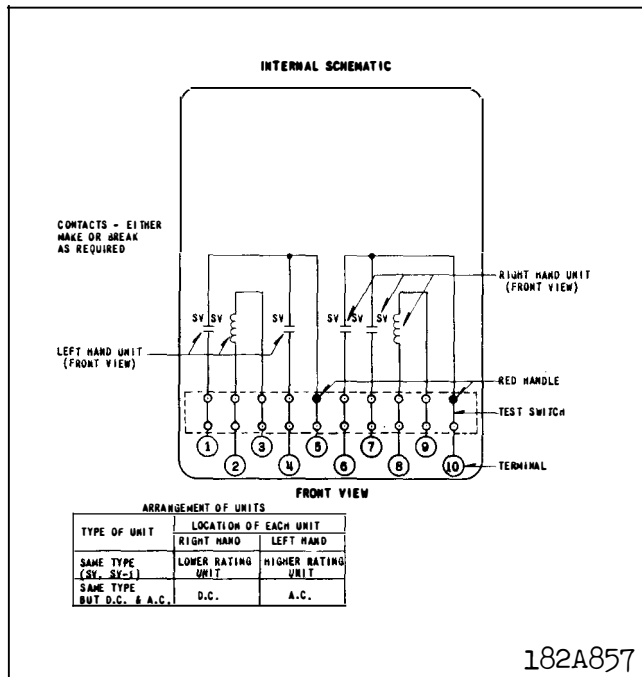 INTERNAL SCHEMATIC
CONTACTS - EITHER
MAKE OR BREAK
AS REQUIRED
RIGHT HAND UNIT
(FRONT VIEW)
SV SV SV SV SV SV
LEFT HAND UNIT
(FRONT VIEW)
RED HANDLE
TEST SWITCH
1 3 5 7 9
2 4 6 8 10
TERMINAL
FRONT VIEW
ARRANGEMENT OF UNITS
TYPE OF UNIT LOCATION OF EACH UNIT
RIGHT HAND LEFT HAND
SAME TYPE LOWER RATING HIGHER RATING
(SV, SV-1) UNIT UNIT
SAME TYPE
BUT D.C. & A.C. D.C. A.C.
182A857